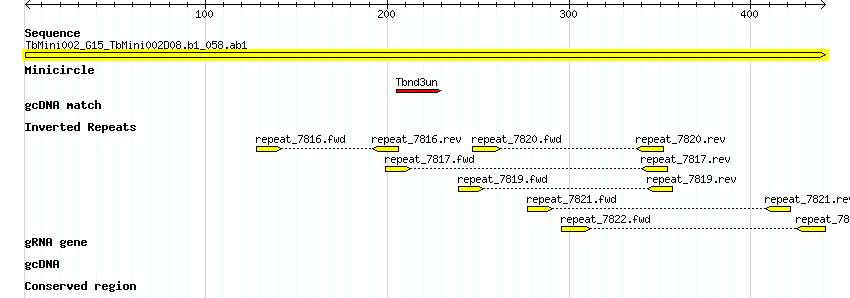 100 200 300 400
Sequence
TbMini002_G15_TbMini002D08.b1_058.ab1
Minicircle
Tbnd3un
gcDNA match
Inverted Repeats
repeat_7816.fwd repeat_7816.rev repeat_7820.fwd repeat_7820.rev
repeat_7817.fwd repeat_7817.rev
repeat_7819.fwd repeat_7819.rev
repeat_7821.fwd repeat_7821.rev
repeat_7822.fwd repeat_78
gRNA gene
gcDNA
Conserved region